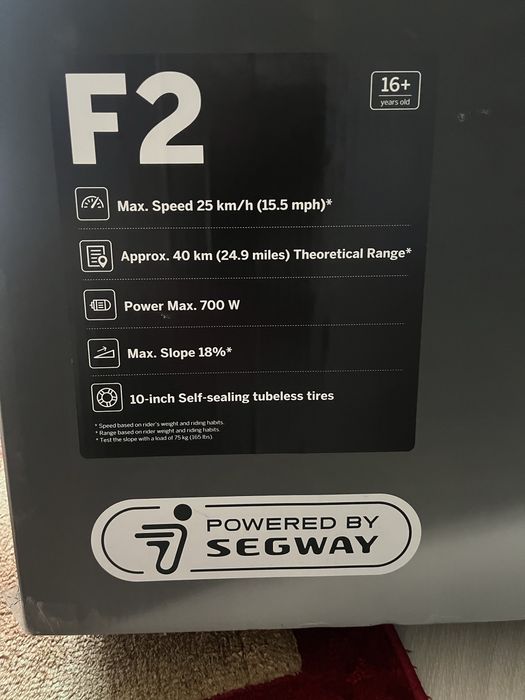 F2
16+
years old
Max. Speed 25 km/h (15.5 mph)*
Approx. 40 km (24.9 miles) Theoretical Range*
Power Max. 700 W
Max. Slope 18%*
10-inch Self-sealing tubeless tires
* Speed based on rider's weight and riding habits.
* Range based on rider weight and riding habits.
* Test the slope with a load of 75 kg (165 lbs).
POWERED BY
SEGWAY